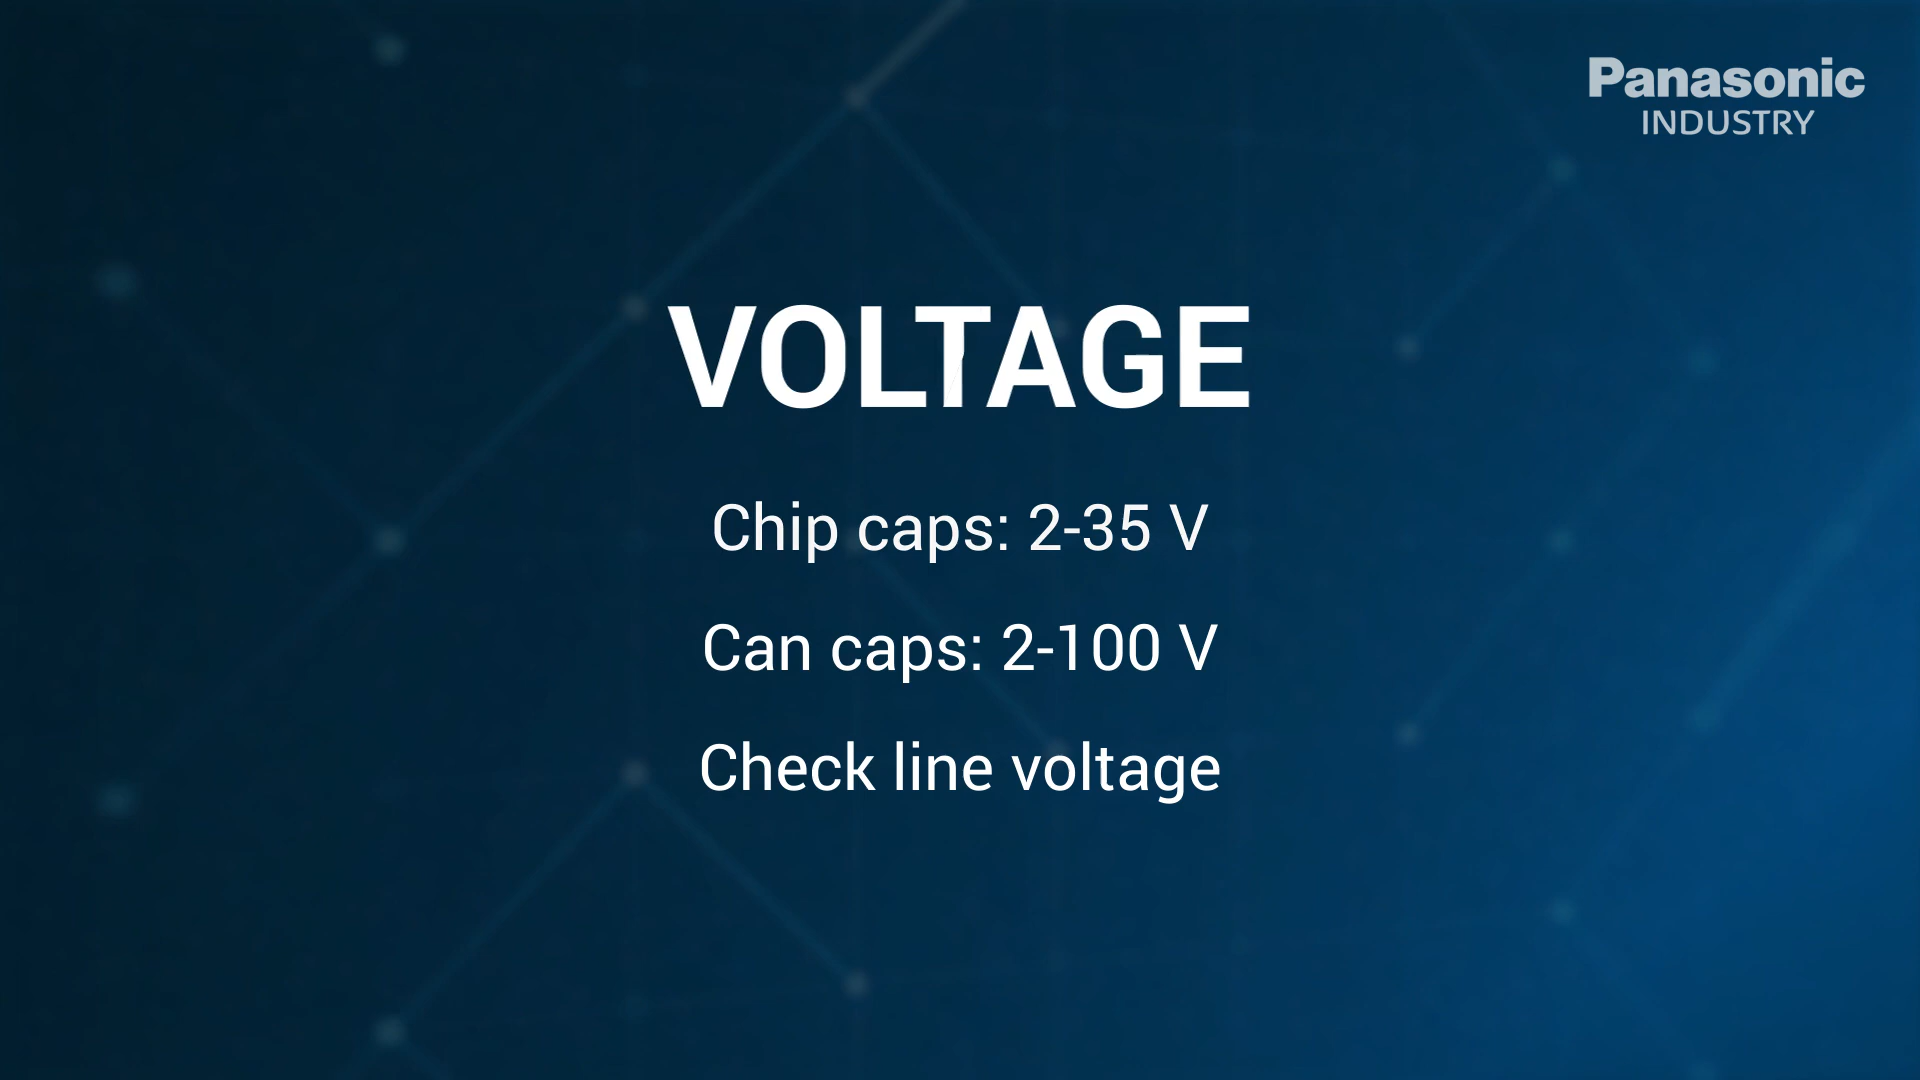 Panasonic
INDUSTRY
VOLTAGE
Chip caps: 2-35 V
Can caps: 2-100 V
Check line voltage